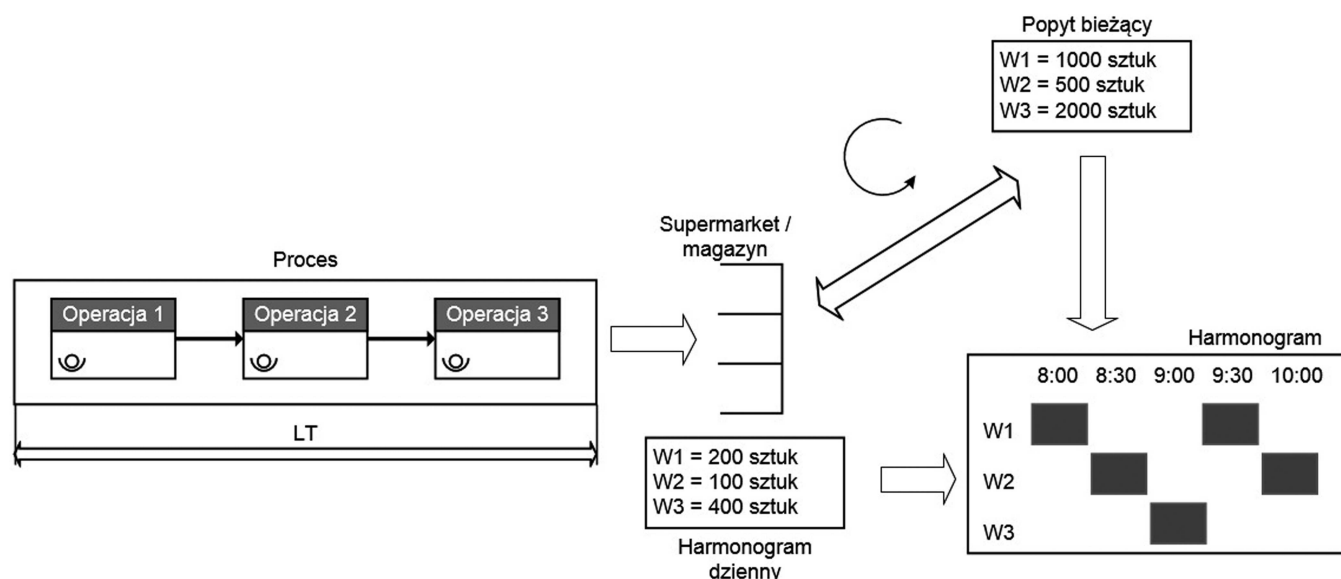 Popyt bieżący
W1 = 1000 sztuk
W2 = 500 sztuk
W3 = 2000 sztuk
Supermarket /
magazyn
Proces
Operacja 1
Operacja 2
Operacja 3
LT
W1 = 200 sztuk
W2 = 100 sztuk
W3 = 400 sztuk
Harmonogram
dzienny
Harmonogram
8:00 8:30 9:00 9:30 10:00
W1
W2
W3